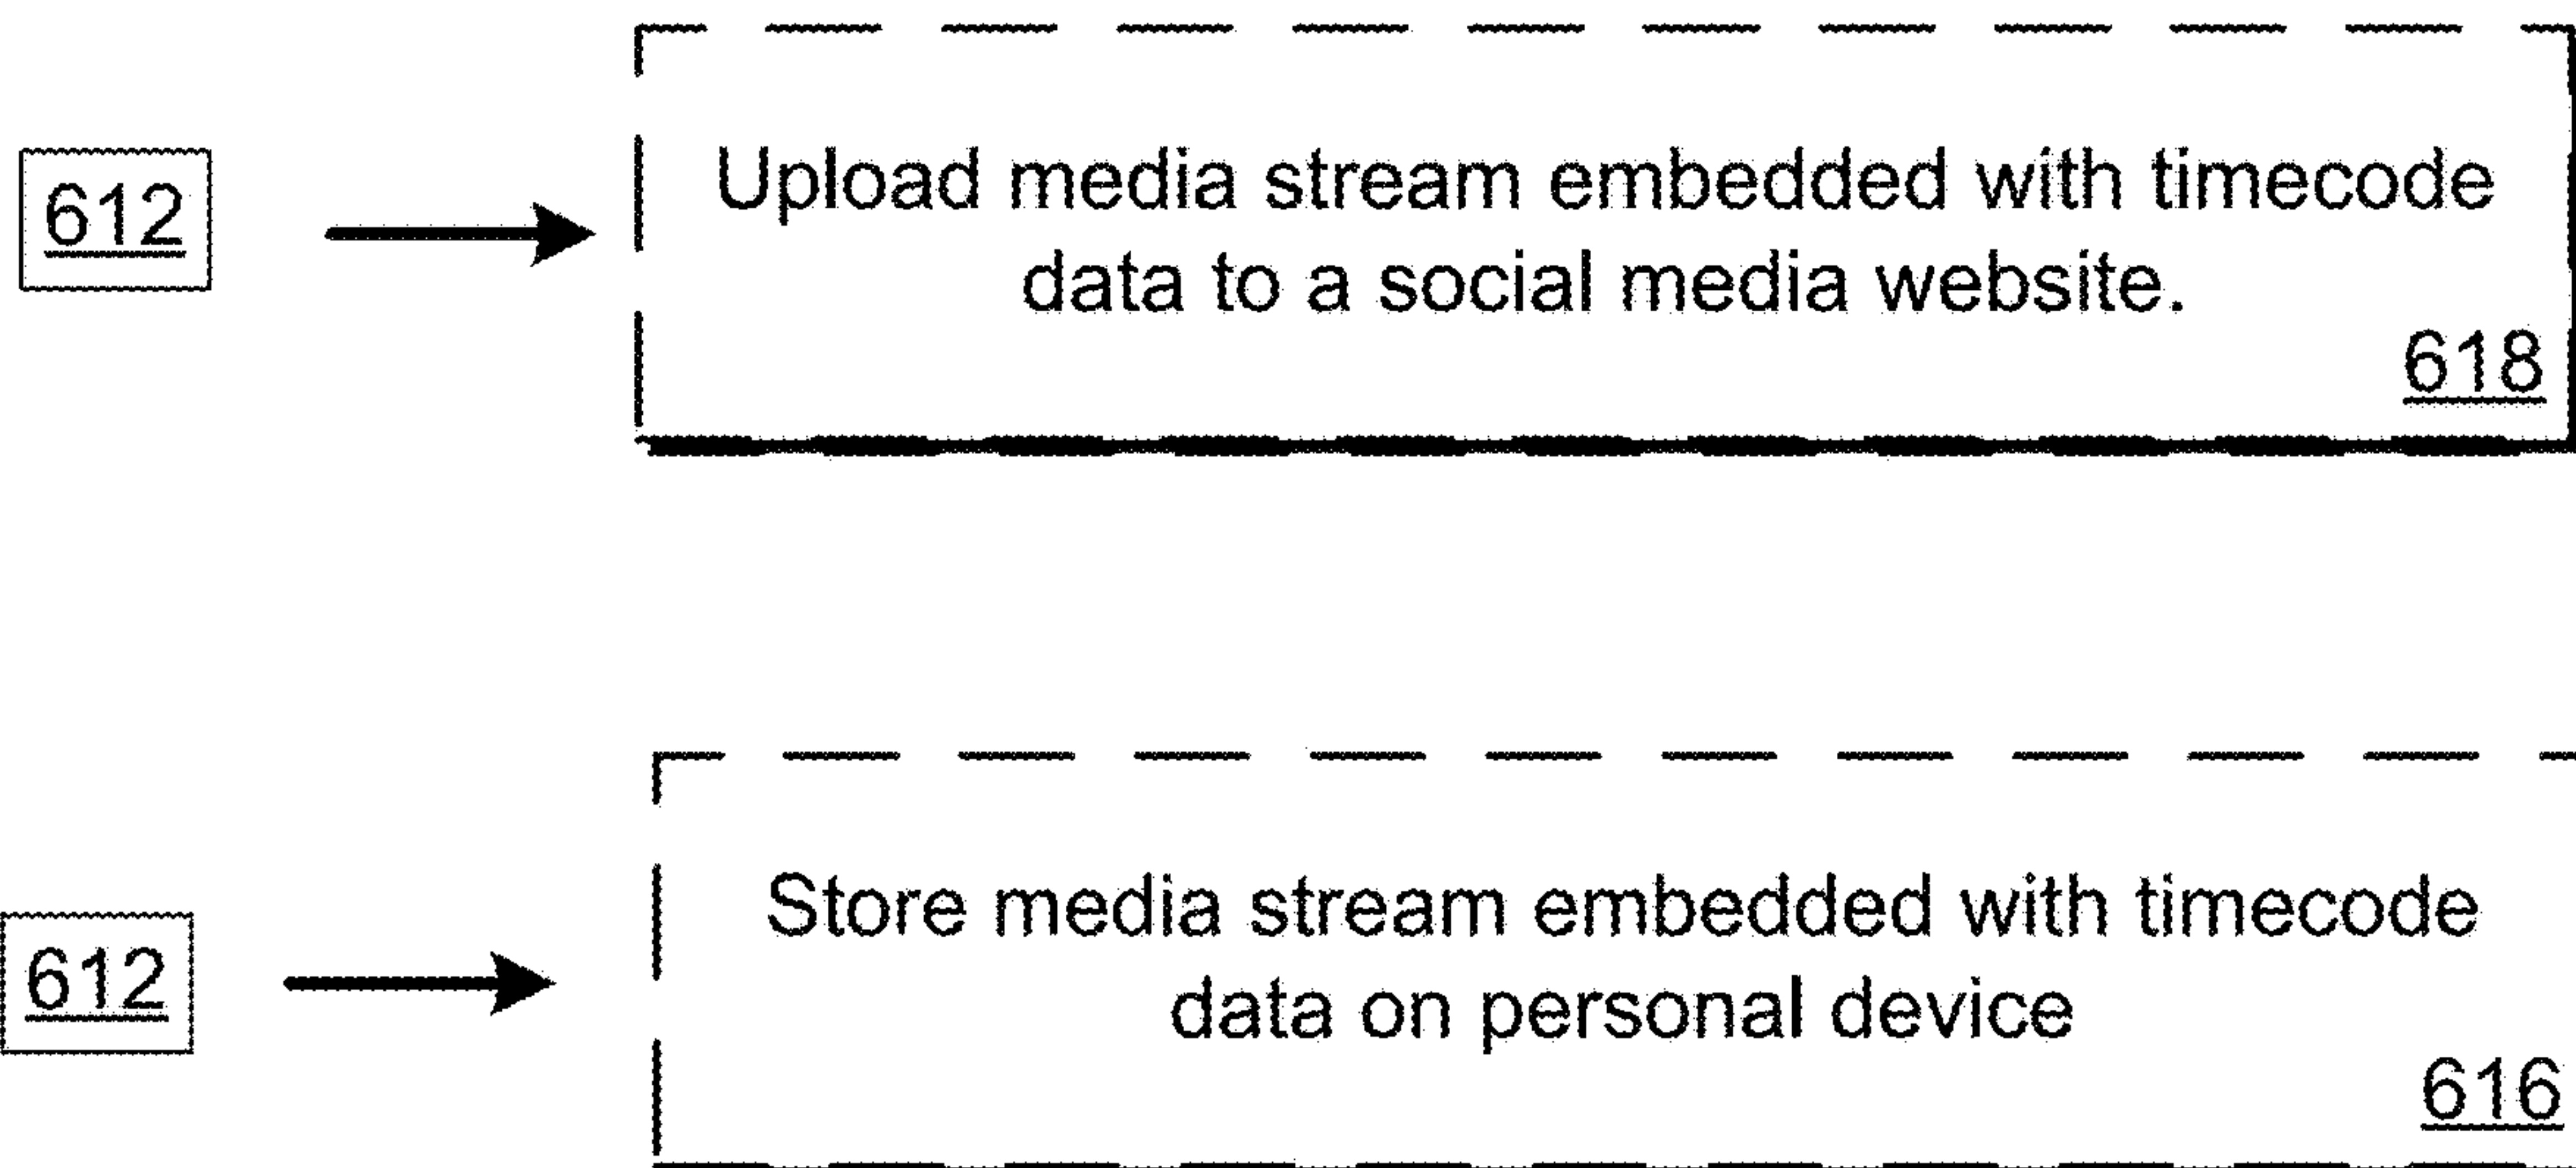 612
Upload media stream embedded with timecode
data to a social media website.
618
612
Store media stream embedded with timecode
data on personal device
616